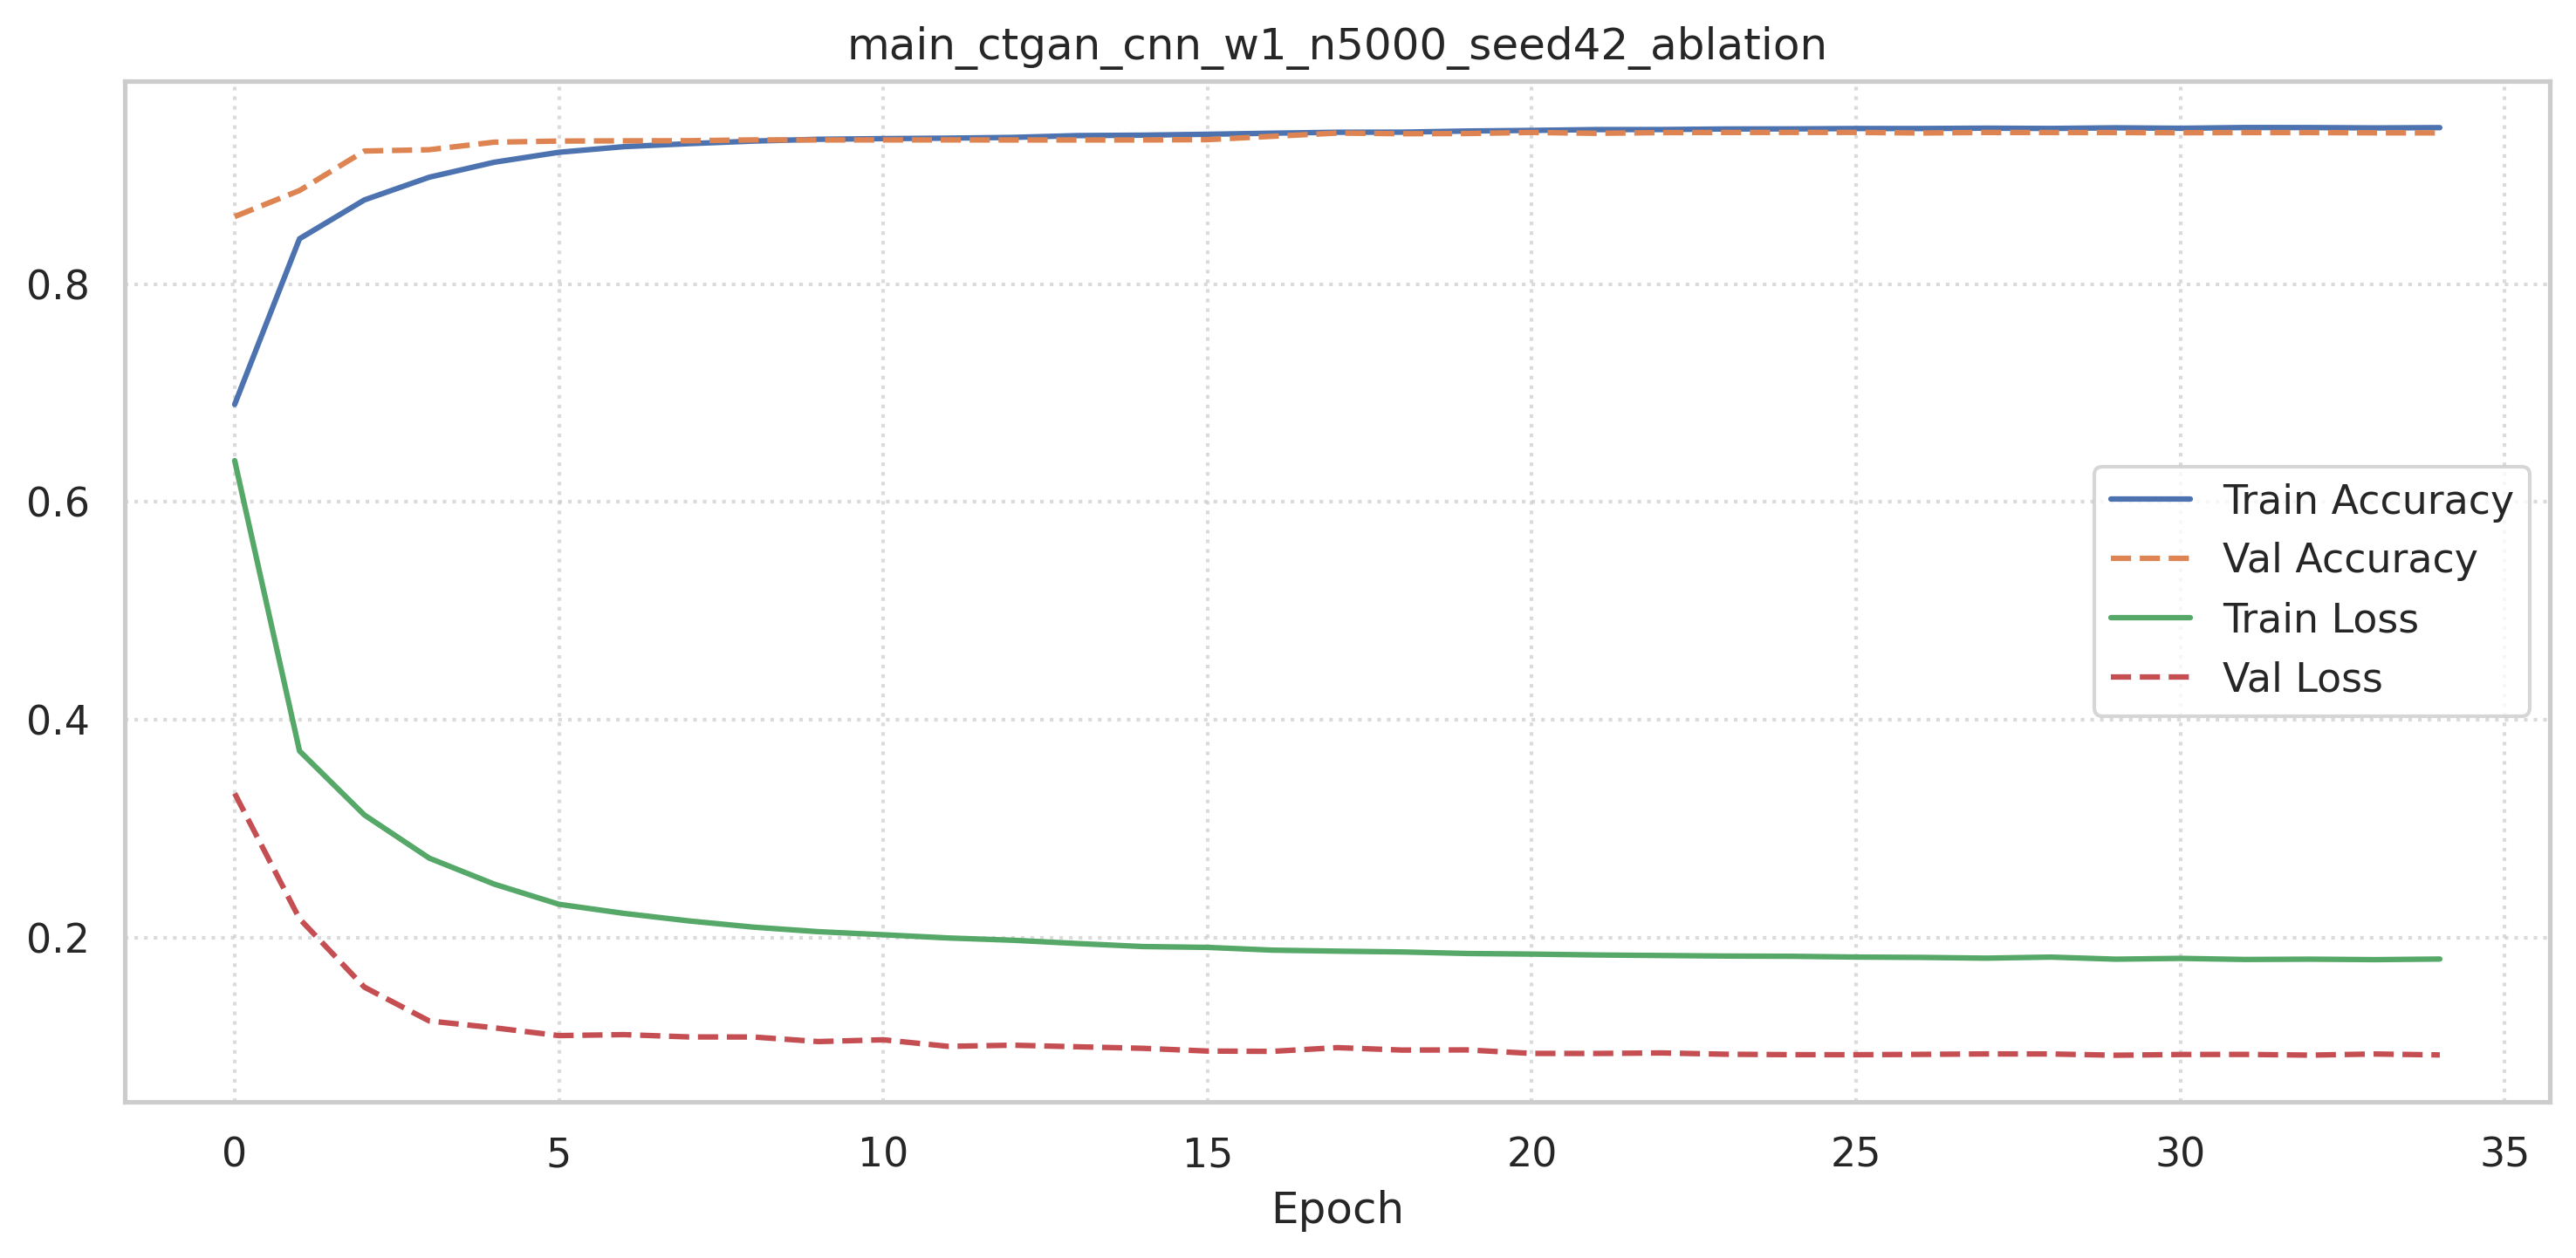 main_ctgan_cnn_w1_n5000_seed42_ablation
0.8
0.6
0.4
0.2
Train Accuracy
Val Accuracy
Train Loss
Val Loss
0 5 10 15 20 25 30 35
Epoch